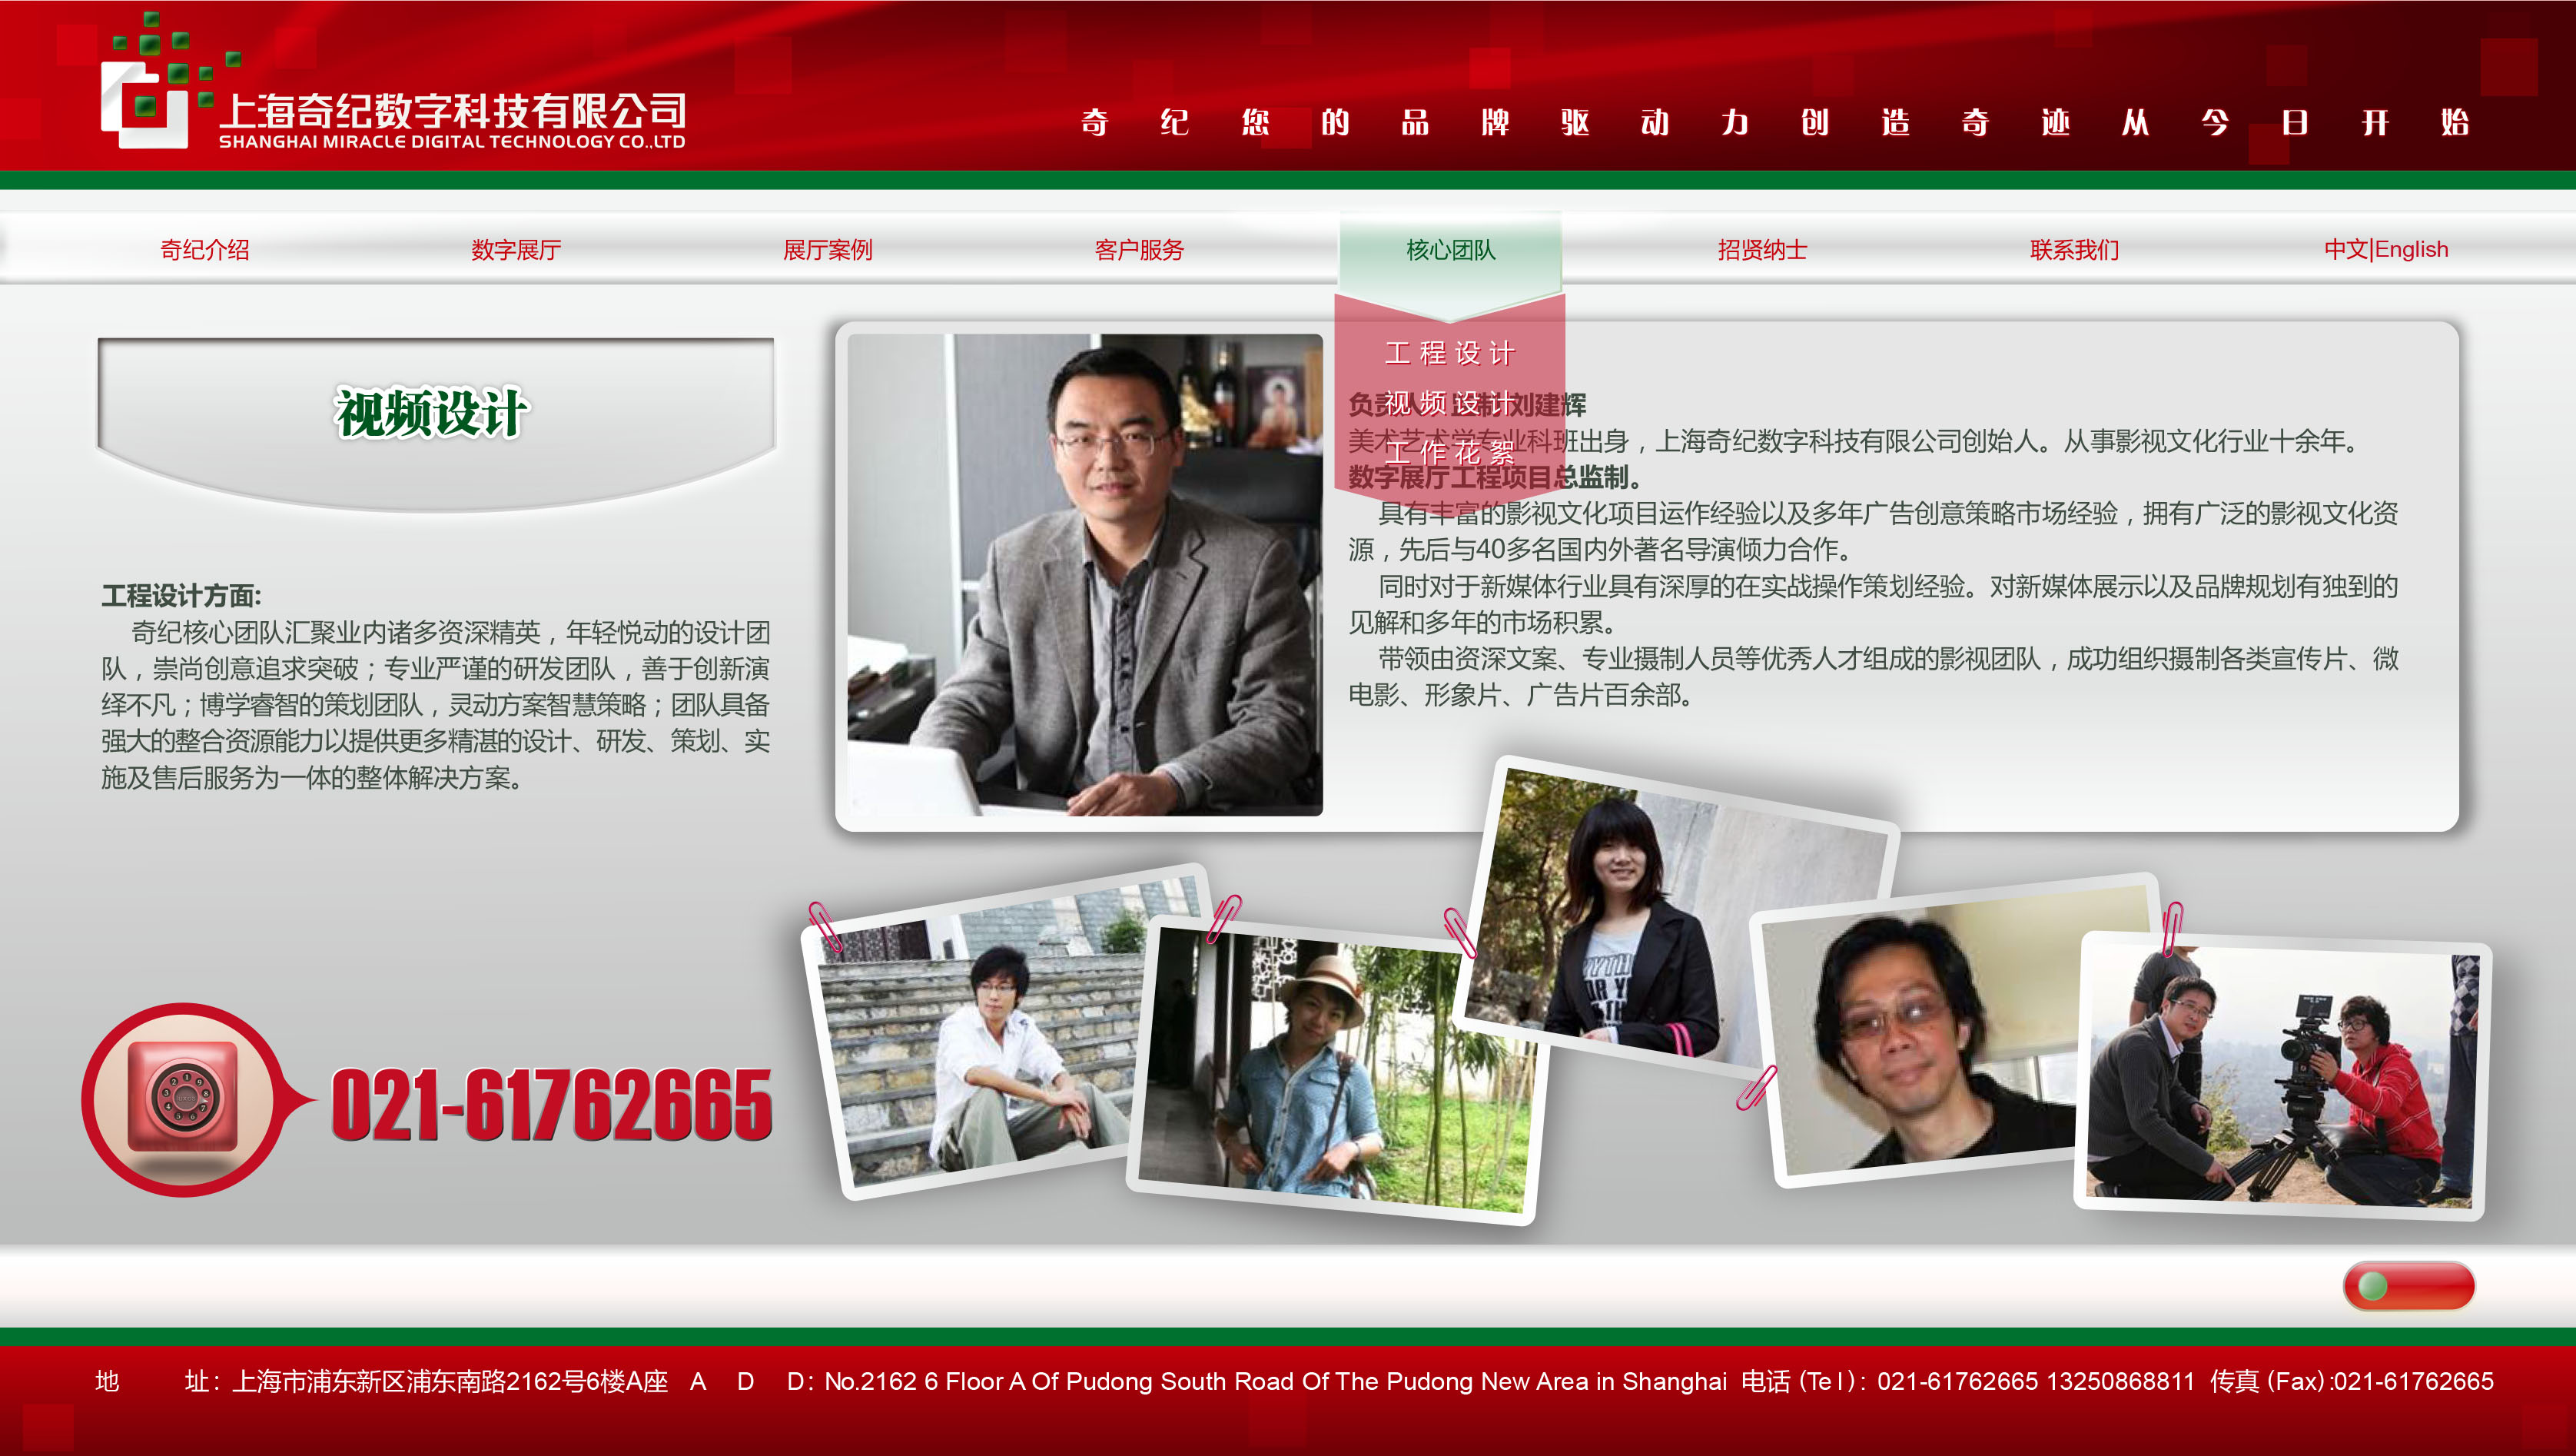 上海奇纪数字科技有限公司
SHANGHAI MIRACLE DIGITAL TECHNOLOGY CO.,LTD
奇纪您的品牌驱动力创造奇迹从今日开始
奇纪介绍 数字展厅 展厅案例 客户服务 核心团队 招贤纳士 联系我们 中文|English
工程设计
视频设计
工作花絮
视频设计
工程设计方面:
奇纪核心团队汇聚业内诸多资深精英，年轻悦动的设计团
队，崇尚创意追求突破；专业严谨的研发团队，善于创新演
绎不凡；博学睿智的策划团队，灵动方案智慧策略；团队具备
强大的整合资源能力以提供更多精湛的设计、研发、策划、实
施及售后服务为一体的整体解决方案。
负责人 监制 刘建辉
美术艺术学专业科班出身，上海奇纪数字科技有限公司创始人。从事影视文化行业十余年。
数字展厅工程项目总监制。
具有丰富的影视文化项目运作经验以及多年广告创意策略市场经验，拥有广泛的影视文化资
源，先后与40多名国内外著名导演倾力合作。
同时对于新媒体行业具有深厚的在实战操作策划经验。对新媒体展示以及品牌规划有独到的
见解和多年的市场积累。
带领由资深文案、专业摄制人员等优秀人才组成的影视团队，成功组织摄制各类宣传片、微
电影、形象片、广告片百余部。
021-61762665
地 址: 上海市浦东新区浦东南路2162号6楼A座 A D D: No.2162 6 Floor A Of Pudong South Road Of The Pudong New Area in Shanghai 电话 (Tel): 021-61762665 13250868811 传真 (Fax):021-61762665